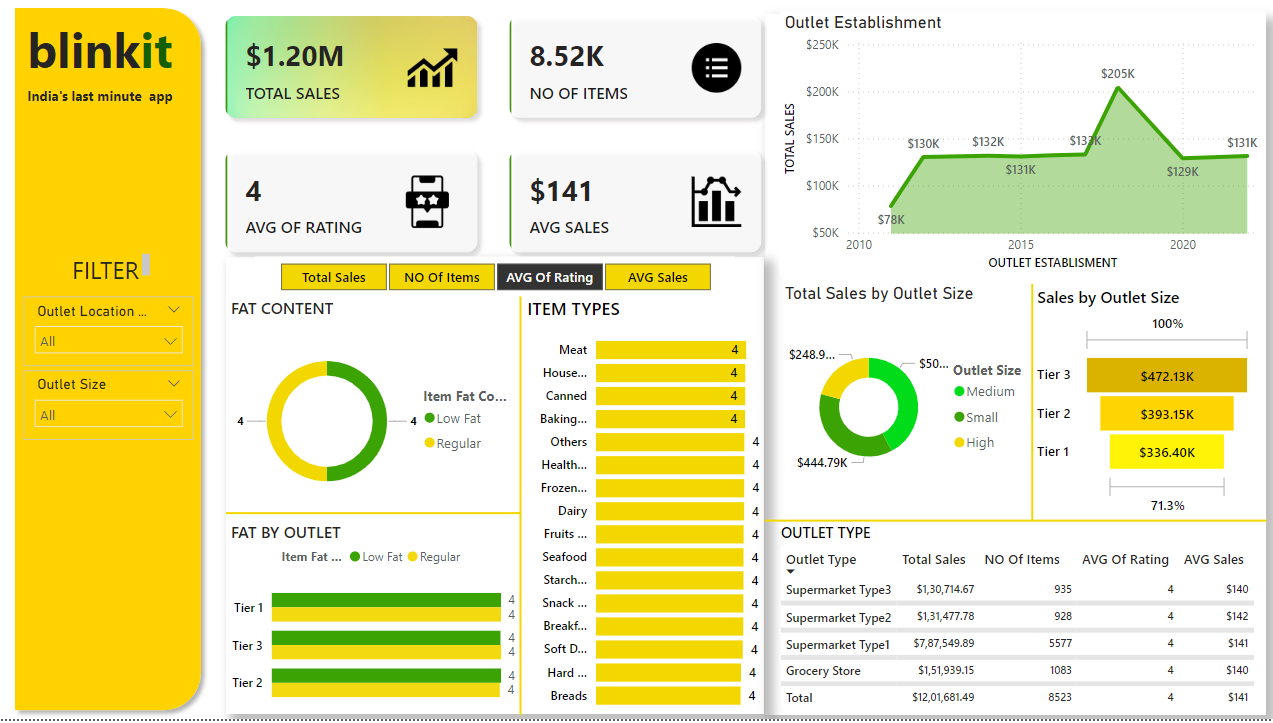 blinkit
India's last minute app
FILTER
Outlet Location ...
All
Outlet Size
All
$1.20M
TOTAL SALES
8.52K
NO OF ITEMS
4
AVG OF RATING
$141
AVG SALES
Total Sales
NO Of Items
AVG Of Rating
AVG Sales
FAT CONTENT
4
4
Item Fat Co...
Low Fat
Regular
FAT BY OUTLET
Item Fat ... Low Fat Regular
Tier 1 4
4
Tier 3 4
4
Tier 2 4
4
ITEM TYPES
Meat 4
House... 4
Canned 4
Baking... 4
Others 4
Health... 4
Frozen... 4
Dairy 4
Fruits ... 4
Seafood 4
Starch... 4
Snack ... 4
Breakf... 4
Soft D... 4
Hard ... 4
Breads 4
Outlet Establishment
TOTAL SALES
$250K
$200K
$150K
$100K
$50K
$78K
$130K
$132K
$131K
$133K
$205K
$129K
$131K
2010 2015 2020
OUTLET ESTABLISMENT
Total Sales by Outlet Size
$248.9...
$50...
$444.79K
Outlet Size
Medium
Small
High
Sales by Outlet Size
100%
Tier 3 $472.13K
Tier 2 $393.15K
Tier 1 $336.40K
71.3%
OUTLET TYPE
Outlet Type Total Sales NO Of Items AVG Of Rating AVG Sales
Supermarket Type3 $1,30,714.67 935 4 $140
Supermarket Type2 $1,31,477.78 928 4 $142
Supermarket Type1 $7,87,549.89 5577 4 $141
Grocery Store $1,51,939.15 1083 4 $140
Total $12,01,681.49 8523 4 $141